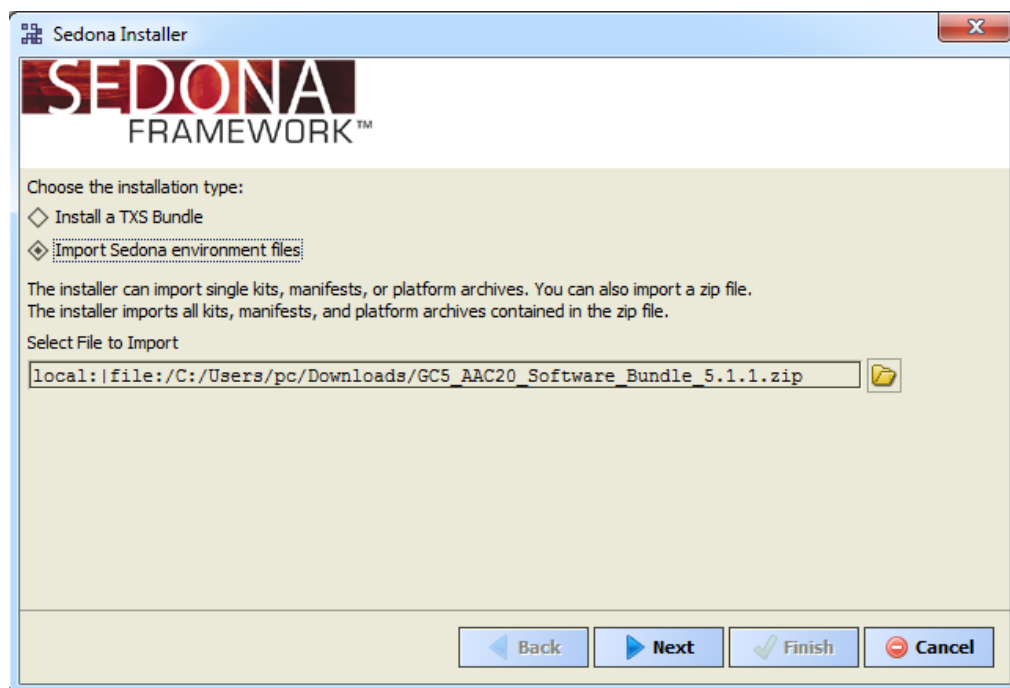 Sedona Installer
SEDONA
FRAMEWORK™
Choose the installation type:
Install a TXS Bundle
Import Sedona environment files
The installer can import single kits, manifests, or platform archives. You can also import a zip file.
The installer imports all kits, manifests, and platform archives contained in the zip file.
Select File to Import
local:|file:/C:/Users/pc/Downloads/GC5_AAC20_Software_Bundle_5.1.1.zip
Back Next Finish Cancel